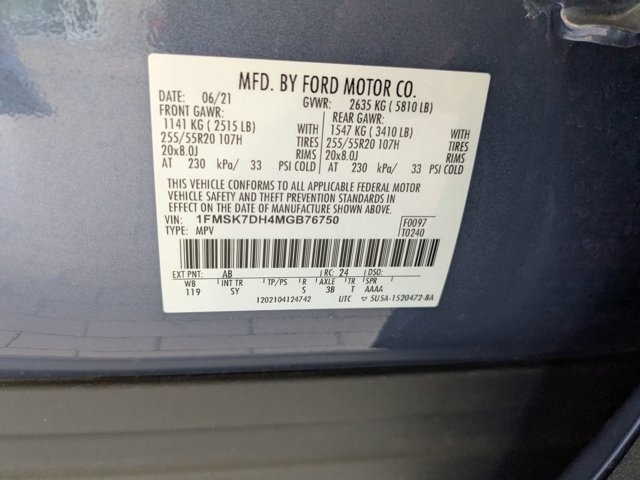 MFD. BY FORD MOTOR CO.
DATE: 06/21 GVWR: 2635 KG ( 5810 LB)
FRONT GAWR: REAR GAWR:
1141 KG ( 2515 LB) WITH 1547 KG ( 3410 LB) WITH
255/55R20 107H TIRES 255/55R20 107H TIRES
20x8.0J RIMS 20x8.0J RIMS
AT 230 kPa/ 33 PSI COLD AT 230 kPa/ 33 PSI COLD
THIS VEHICLE CONFORMS TO ALL APPLICABLE FEDERAL MOTOR
VEHICLE SAFETY AND THEFT PREVENTION STANDARDS IN
EFFECT ON THE DATE OF MANUFACTURE SHOWN ABOVE.
VIN: 1FMSK7DH4MGB76750 F0097
TYPE: MPV T0240
EXT PNT: AB RC: 24 DSO:
WB INT TR TP/PS R AXLE TR SPR
119 SY S 3B T AAAA
1202104124742 UTC ▽ 5U5A-1520472-BA